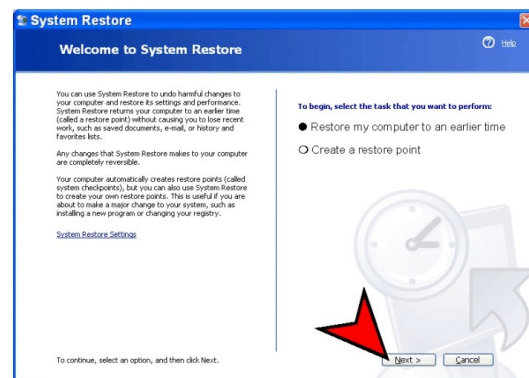 System Restore
Welcome to System Restore
Help
You can use System Restore to undo harmful changes to
your computer and restore its settings and performance.
System Restore returns your computer to an earlier time
(called a restore point) without causing you to lose recent
work, such as saved documents, e-mail, or history and
favorites lists.
Any changes that System Restore makes to your computer
are completely reversible.
Your computer automatically creates restore points (called
system checkpoints), but you can also use System Restore
to create your own restore points. This is useful if you are
about to make a major change to your system, such as
installing a new program or changing your registry.
System Restore Settings
To begin, select the task that you want to perform:
Restore my computer to an earlier time
Create a restore point
To continue, select an option, and then click Next.
Next >
Cancel